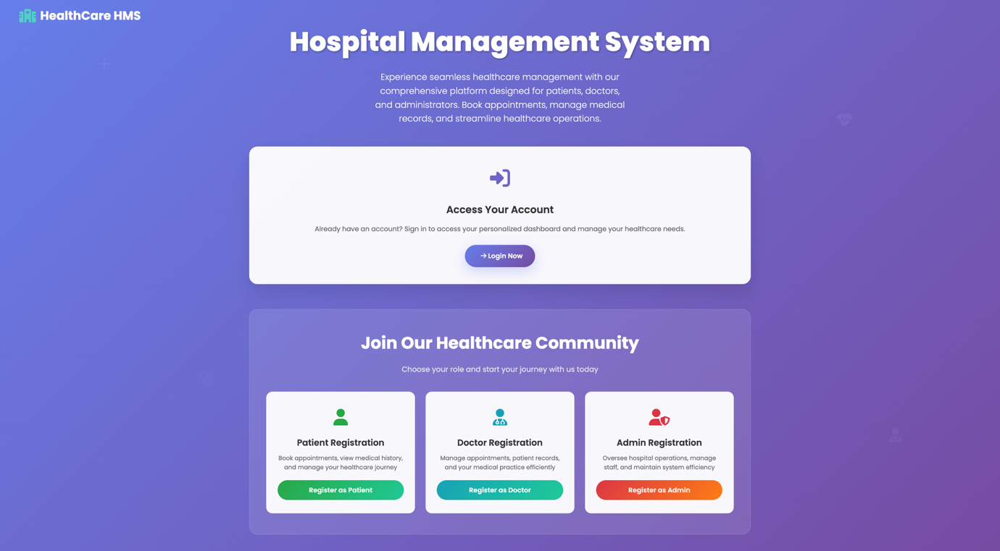 HealthCare HMS
Hospital Management System
Experience seamless healthcare management with our
comprehensive platform designed for patients, doctors,
and administrators. Book appointments, manage medical
records, and streamline healthcare operations.
Access Your Account
Already have an account? Sign in to access your personalized dashboard and manage your healthcare needs.
Login Now
Join Our Healthcare Community
Choose your role and start your journey with us today
Patient Registration
Book appointments, view medical history,
and manage your healthcare journey
Register as Patient
Doctor Registration
Manage appointments, patient records,
and your medical practice efficiently
Register as Doctor
Admin Registration
Oversee hospital operations, manage
staff, and maintain system efficiency
Register as Admin